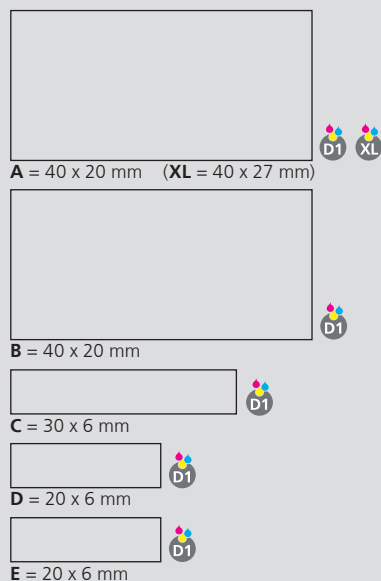 D1 XL
A = 40 x 20 mm (XL = 40 x 27 mm)
D1
B = 40 x 20 mm
D1
C = 30 x 6 mm
D1
D = 20 x 6 mm
D1
E = 20 x 6 mm